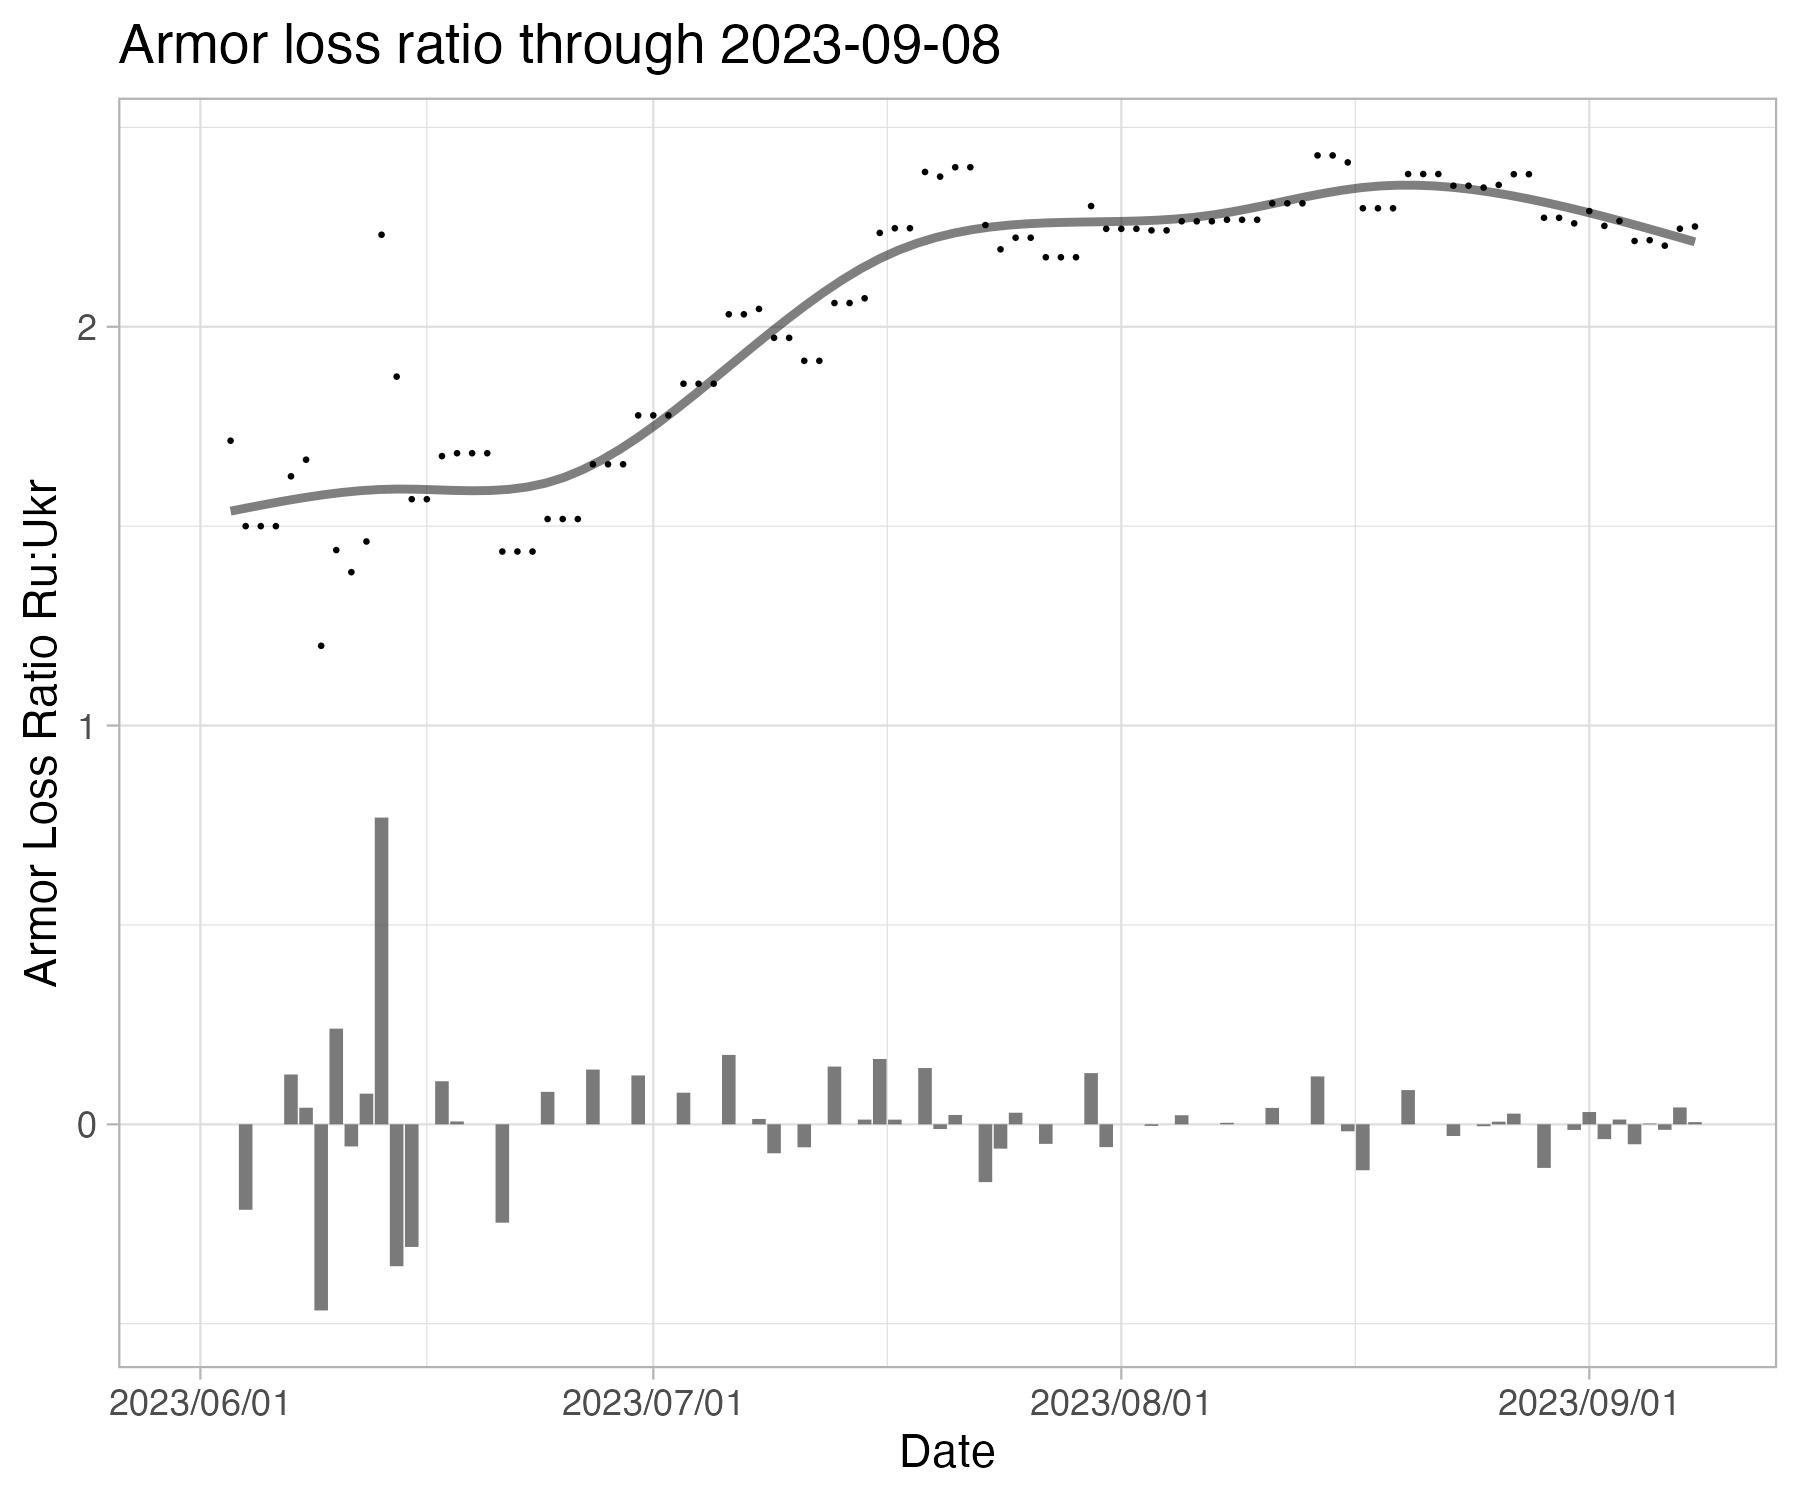 Armor loss ratio through 2023-09-08
Armor Loss Ratio Ru:Ukr
2
1
0
2023/06/01
2023/07/01
2023/08/01
2023/09/01
Date